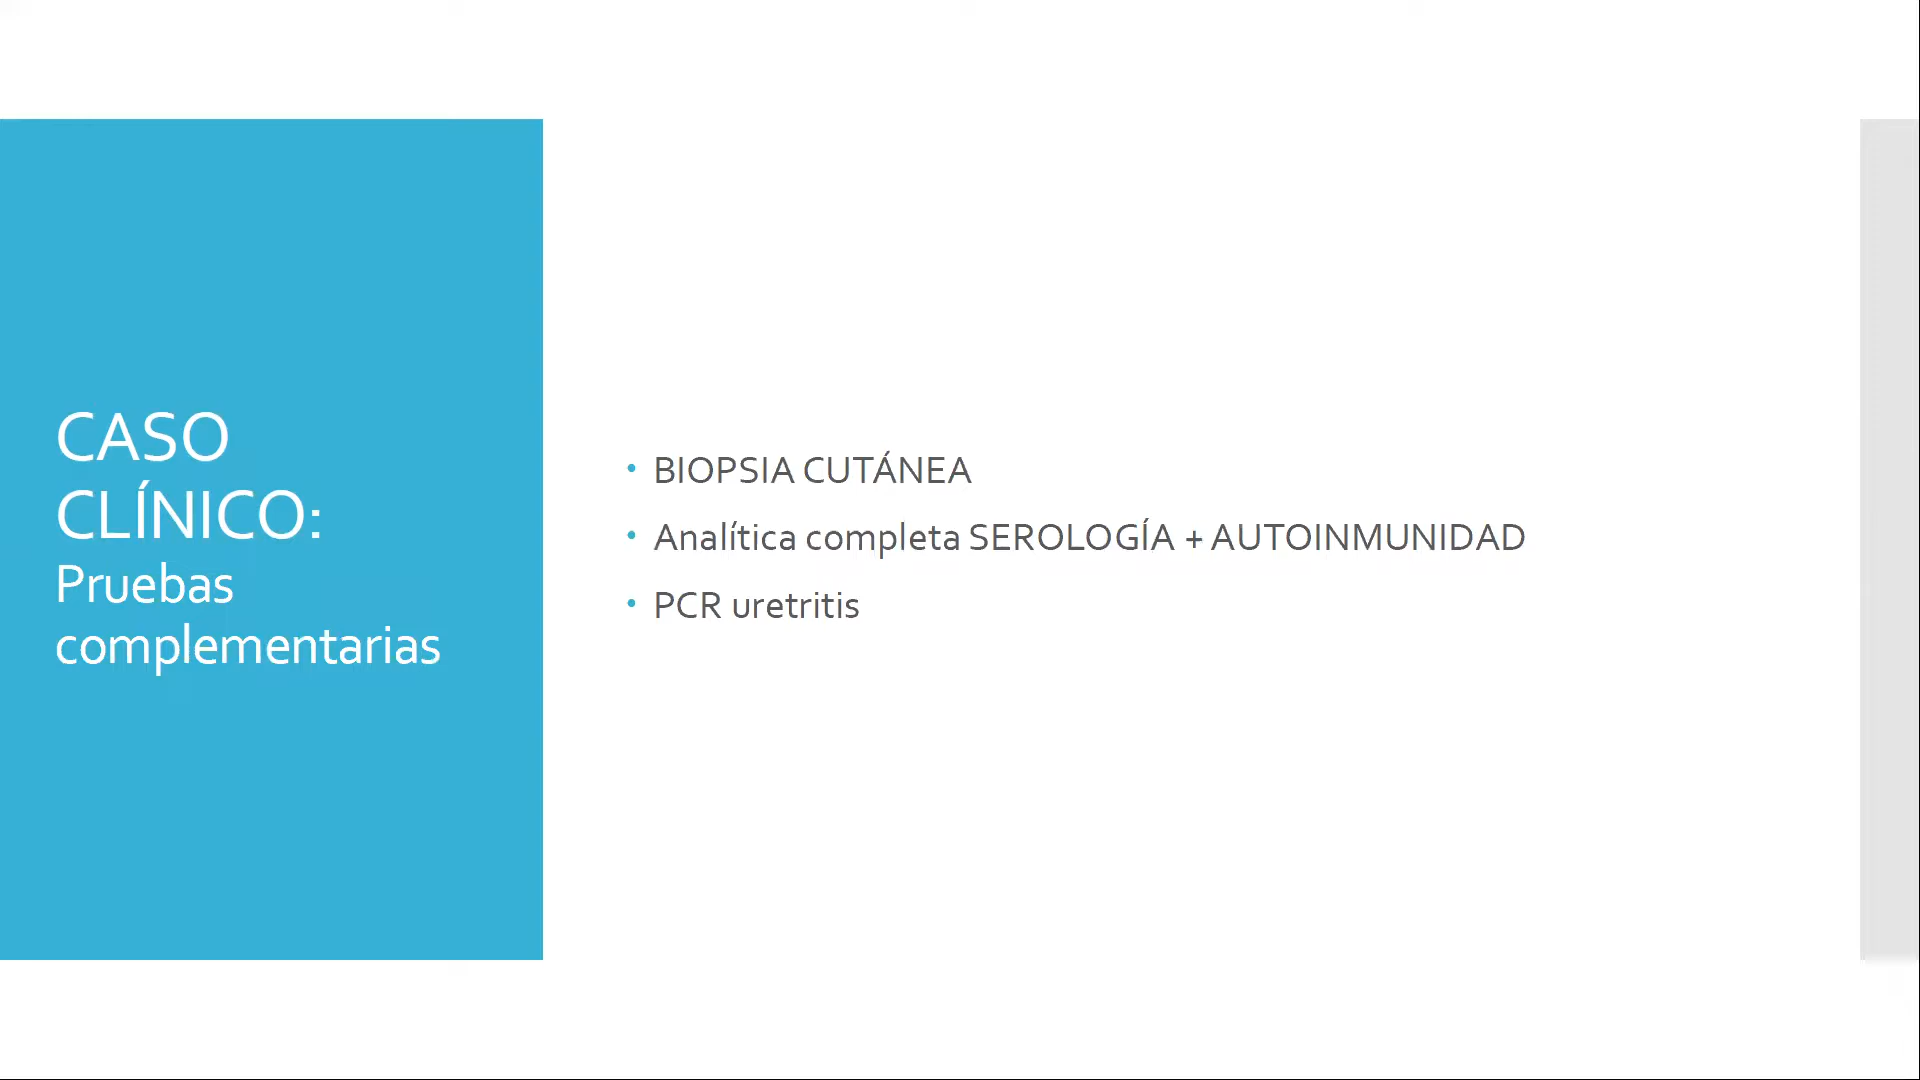 CASO
CLÍNICO:
Pruebas
complementarias
• BIOPSIA CUTÁNEA
• Analítica completa SEROLOGÍA + AUTOINMUNIDAD
• PCR uretritis